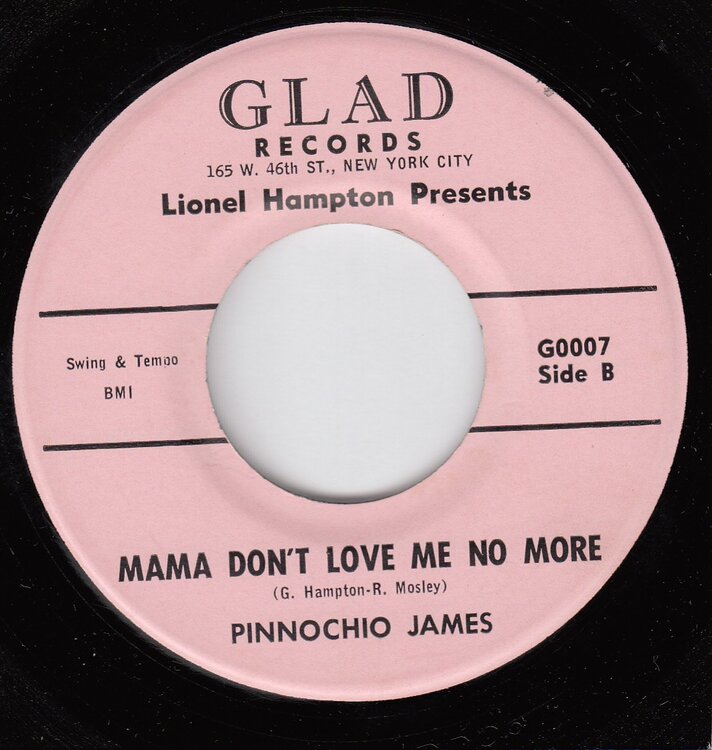 GLAD
RECORDS
165 W. 46th ST., NEW YORK CITY
Lionel Hampton Presents
Swing & Tempo
BMI
G0007
Side B
MAMA DON'T LOVE ME NO MORE
(G. Hampton-R. Mosley)
PINNOCHIO JAMES